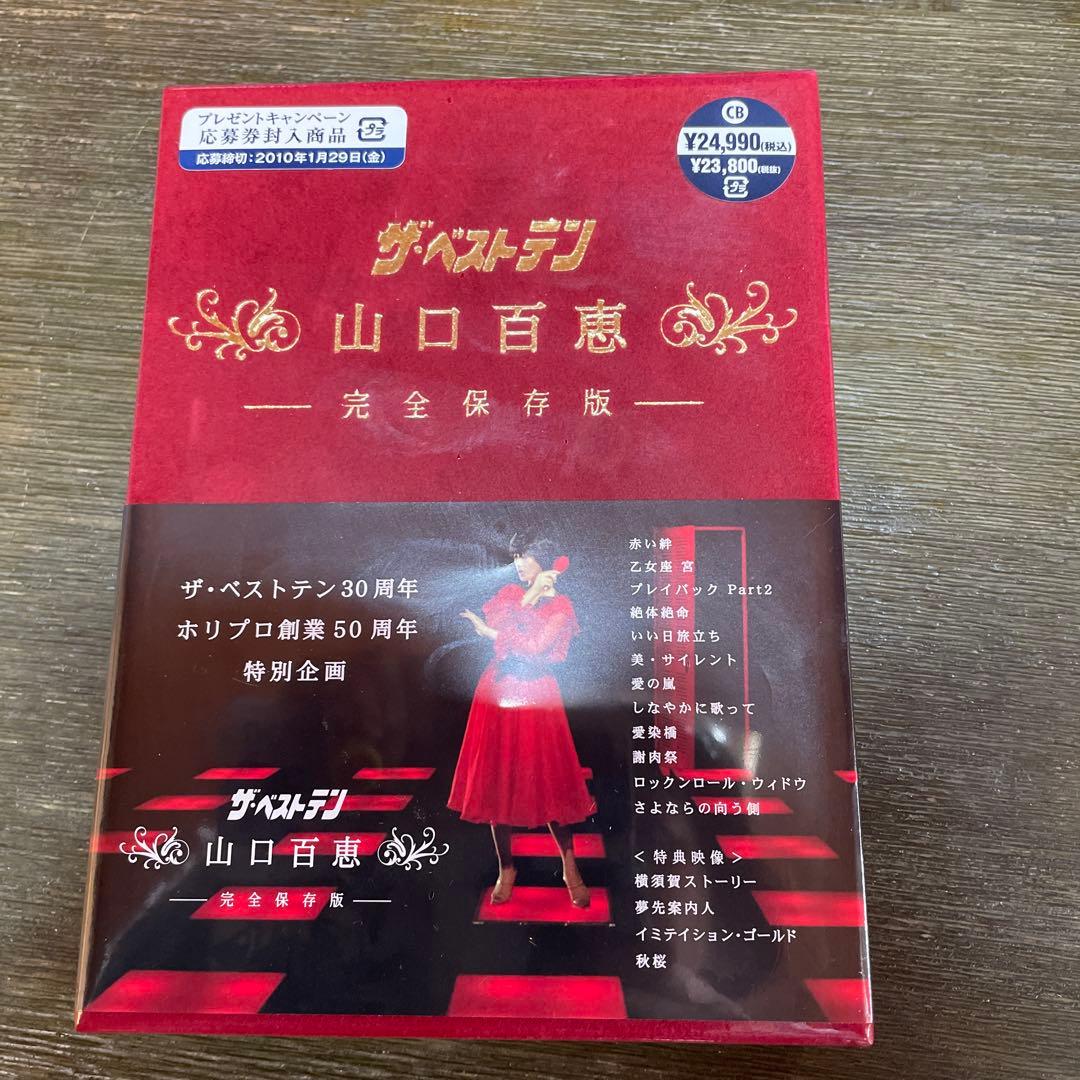 プレゼントキャンペーン
応募券封入商品 プラ
応募締切:2010年1月29日(金)
CB
¥24,990(税込)
¥23,800(税抜)
プラ
ザ・ベストテン
山口百恵
完全保存版
ザ・ベストテン30周年
ホリプロ創業50周年
特別企画
ザ・ベストテン
山口百恵
完全保存版
赤い絆
乙女座 宮
プレイバック Part2
絶体絶命
いい日旅立ち
美・サイレント
愛の嵐
しなやかに歌って
愛染橋
謝肉祭
ロックンロール・ウィドウ
さよならの向う側
<特典映像>
横須賀ストーリー
夢先案内人
イミテイション・ゴールド
秋桜